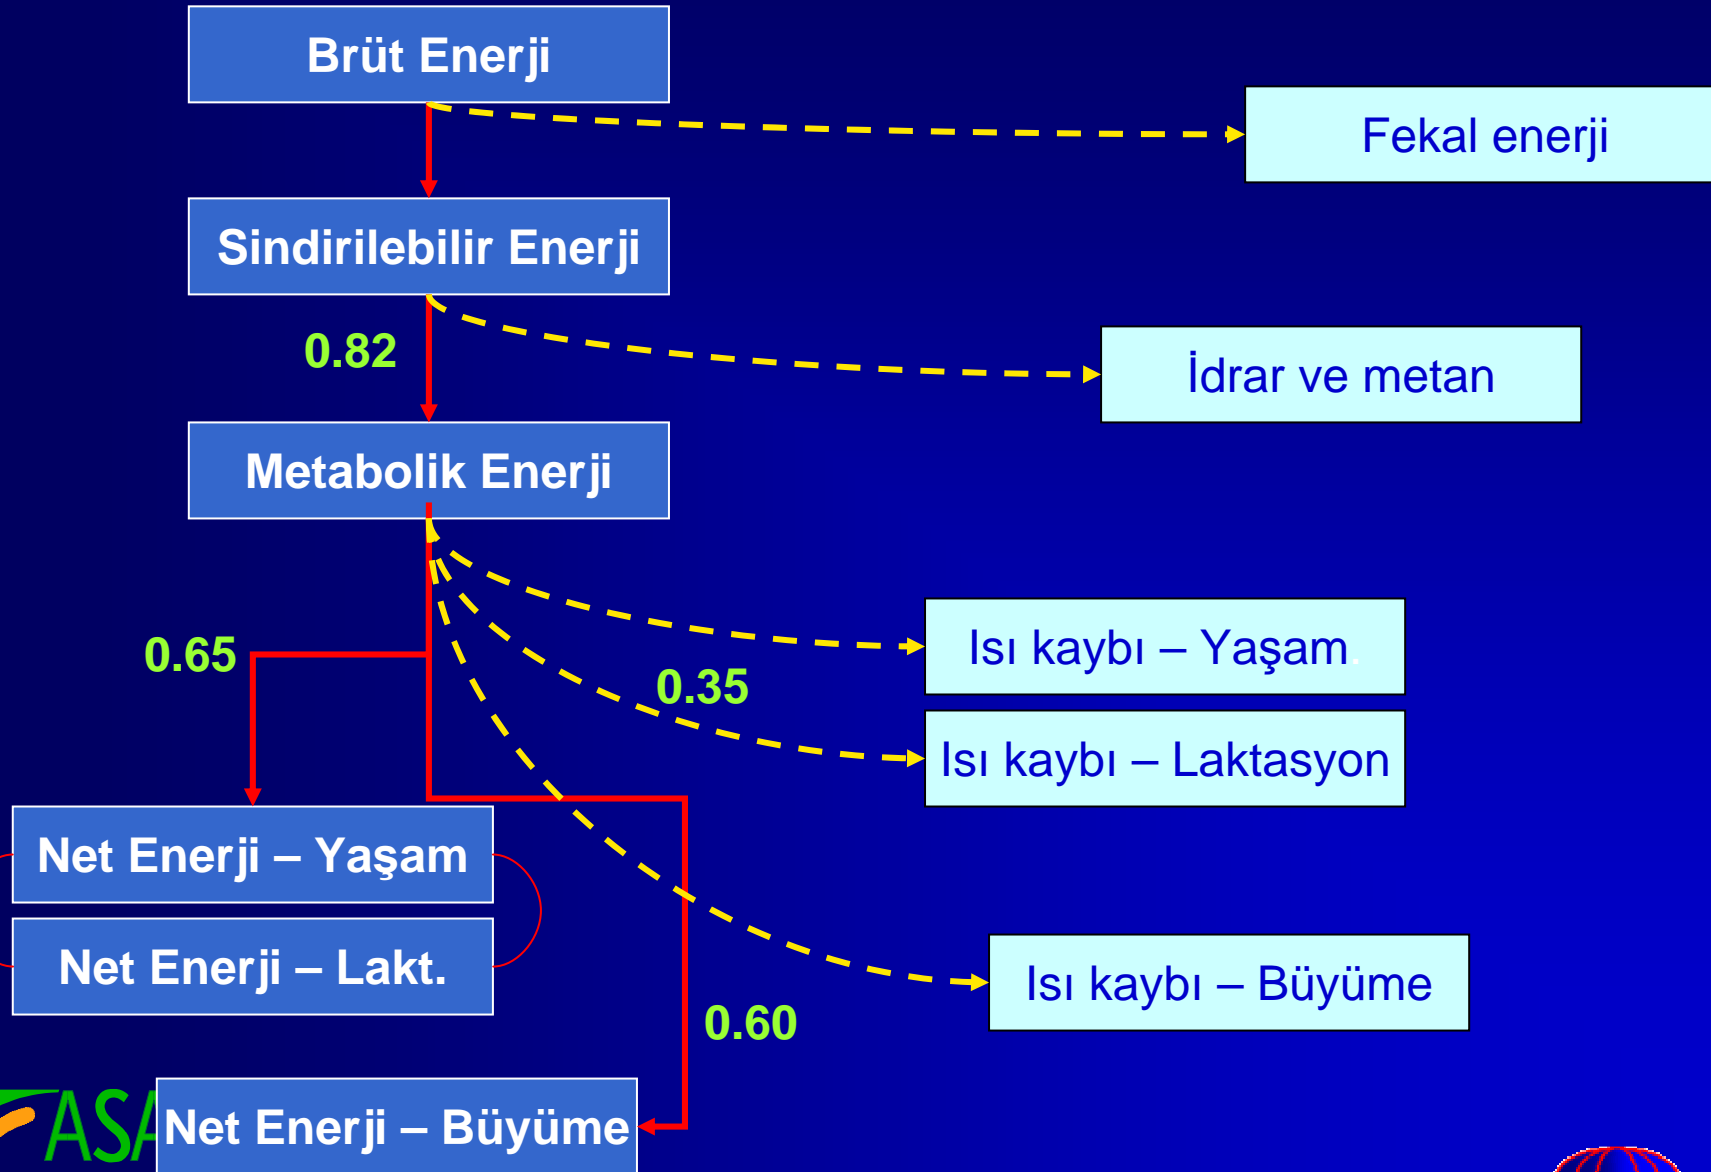 Brüt Enerji
Fekal enerji
Sindirilebilir Enerji
0.82
İdrar ve metan
Metabolik Enerji
0.65
Isı kaybı – Yaşam.
0.35
Isı kaybı – Laktasyon
Net Enerji – Yaşam
Net Enerji – Lakt.
Isı kaybı – Büyüme
0.60
Net Enerji – Büyüme